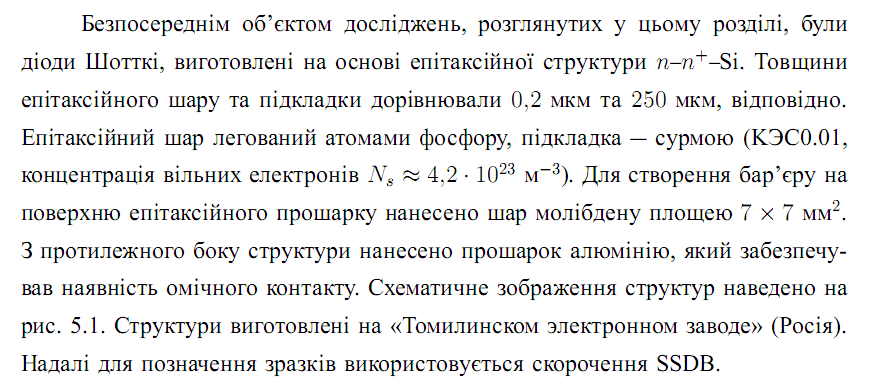 Безпосереднім об’єктом досліджень, розглянутих у цьому розділі, були
діоди Шотткі, виготовлені на основі епітаксійної структури n–n⁺–Si. Товщини
епітаксійного шару та підкладки дорівнювали 0,2 мкм та 250 мкм, відповідно.
Епітаксійний шар легований атомами фосфору, підкладка — сурмою (КЭС0.01,
концентрація вільних електронів Nₛ ≈ 4,2 · 10²³ м⁻³). Для створення бар’єру на
поверхню епітаксійного прошарку нанесено шар молібдену площею 7 × 7 мм².
З протилежного боку структури нанесено прошарок алюмінію, який забезпечу-
вав наявність омічного контакту. Схематичне зображення структур наведено на
рис. 5.1. Структури виготовлені на «Томилинском электронном заводе» (Росія).
Надалі для позначення зразків використовується скорочення SSDB.